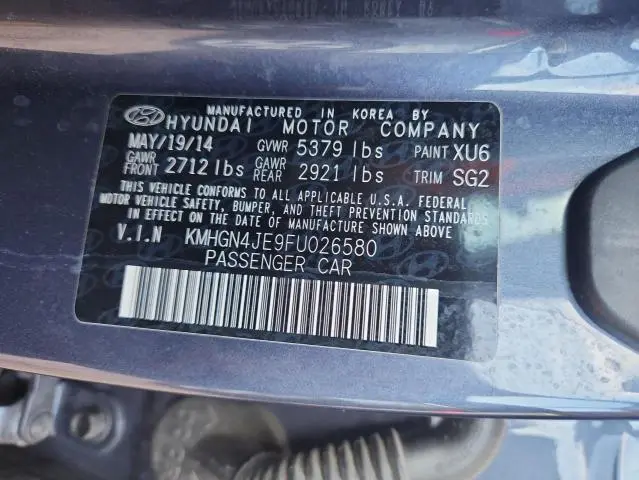 MANUFACTURED IN KOREA BY
HYUNDAI MOTOR COMPANY
MAY/19/14 GVWR 5379 lbs PAINT XU6
GAWR FRONT 2712 lbs GAWR REAR 2921 lbs TRIM SG2
THIS VEHICLE CONFORMS TO ALL APPLICABLE U.S.A. FEDERAL
MOTOR VEHICLE SAFETY, BUMPER, AND THEFT PREVENTION STANDARDS
IN EFFECT ON THE DATE OF MANUFACTURE SHOWN ABOVE.
V.I.N KMHGN4JE9FU026580
PASSENGER CAR